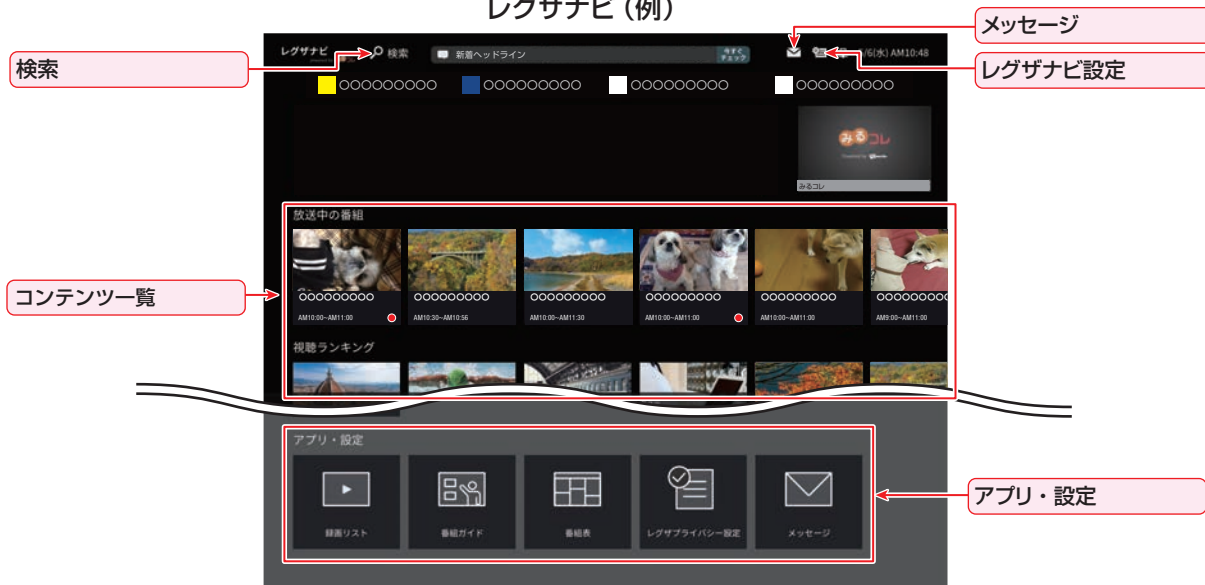 レグザナビ（例）
メッセージ
検索
レグザナビ設定
コンテンツ一覧
アプリ・設定
レグザナビ
検索
新着ヘッドライン
今すぐ
チェック
/6(水) AM10:48
○○○○○○○○○ ○○○○○○○○○ ○○○○○○○○○ ○○○○○○○○○
みるコレ
みるコレ
放送中の番組
○○○○○○○○○ ○○○○○○○○○ ○○○○○○○○○ ○○○○○○○○○ ○○○○○○○○○ ○○○○○○○○○
AM10:00~AM11:00 AM10:30~AM10:56 AM10:00~AM11:30 AM10:00~AM11:00 AM10:00~AM11:00 AM9:00~AM11:00
視聴ランキング
アプリ・設定
録画リスト 番組ガイド 番組表 レグザプライバシー設定 メッセージ